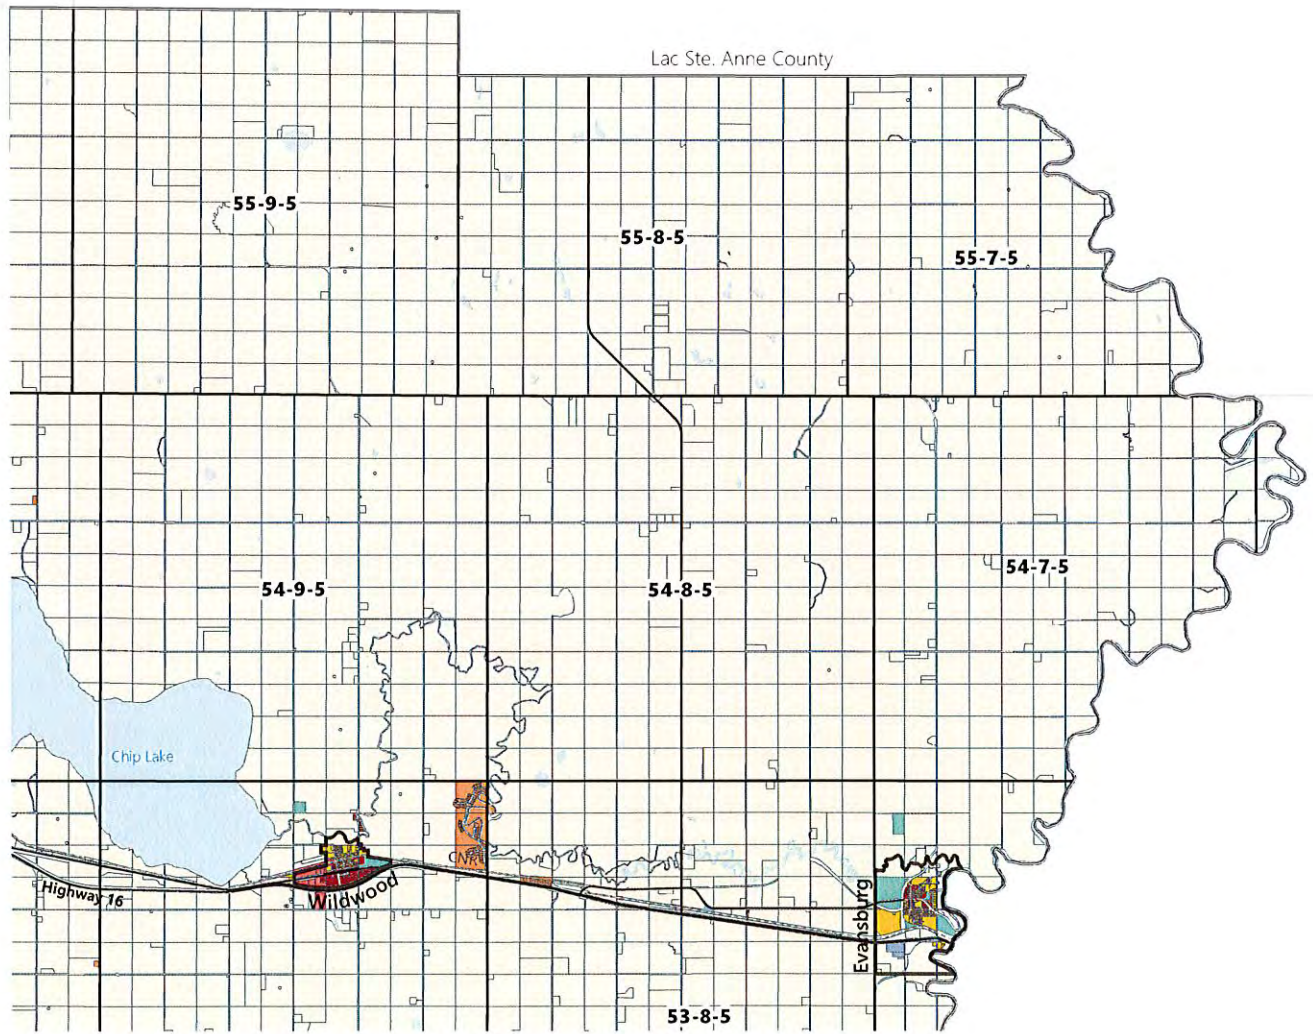 Lac Ste. Anne County
55-9-5
55-8-5
55-7-5
54-9-5
54-8-5
54-7-5
Chip Lake
CNR
Highway 16
Wildwood
Evansburg
53-8-5